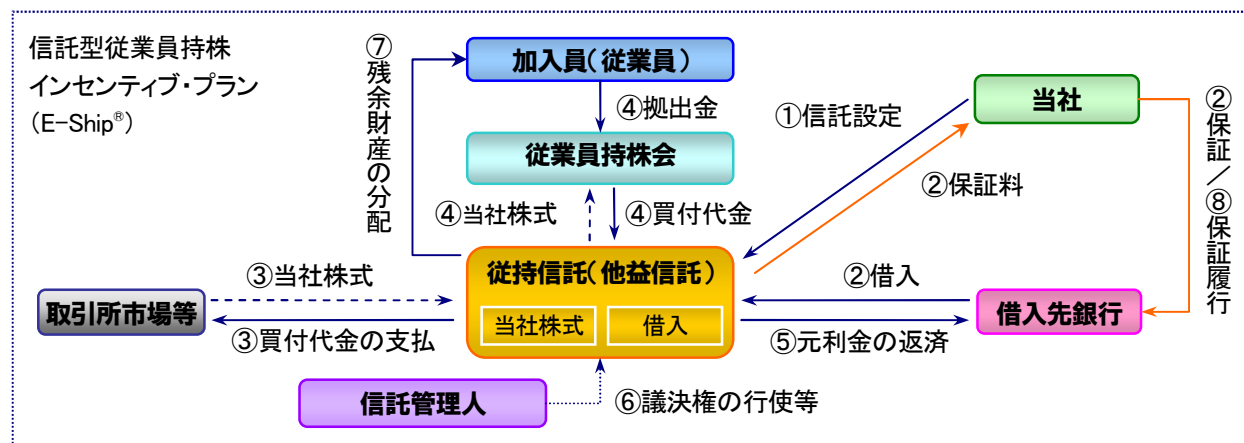 信託型従業員持株
インセンティブ・プラン
（E-Ship®）
⑦残余財産の分配
加入員（従業員）
④拠出金
従業員持株会
④当社株式
④買付代金
①信託設定
当社
②保証料
②保証／⑧保証履行
従持信託（他益信託）
当社株式
借入
③当社株式
取引所市場等
③買付代金の支払
②借入
借入先銀行
⑤元利金の返済
信託管理人
⑥議決権の行使等